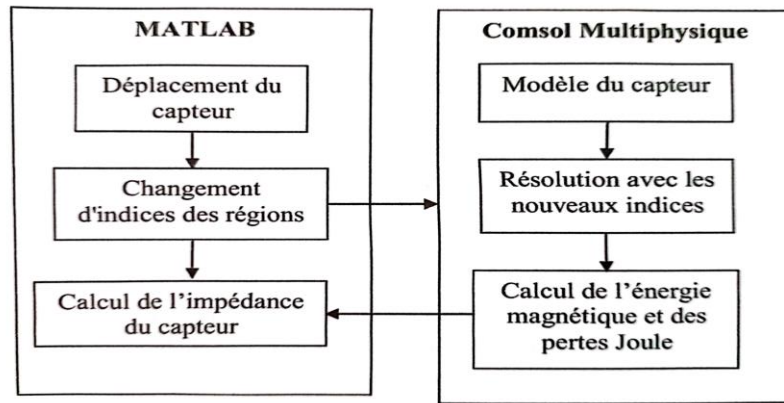 MATLAB
Déplacement du
capteur
Changement
d'indices des régions
Calcul de l'impédance
du capteur
Comsol Multiphysique
Modèle du capteur
Résolution avec les
nouveaux indices
Calcul de l'énergie
magnétique et des
pertes Joule